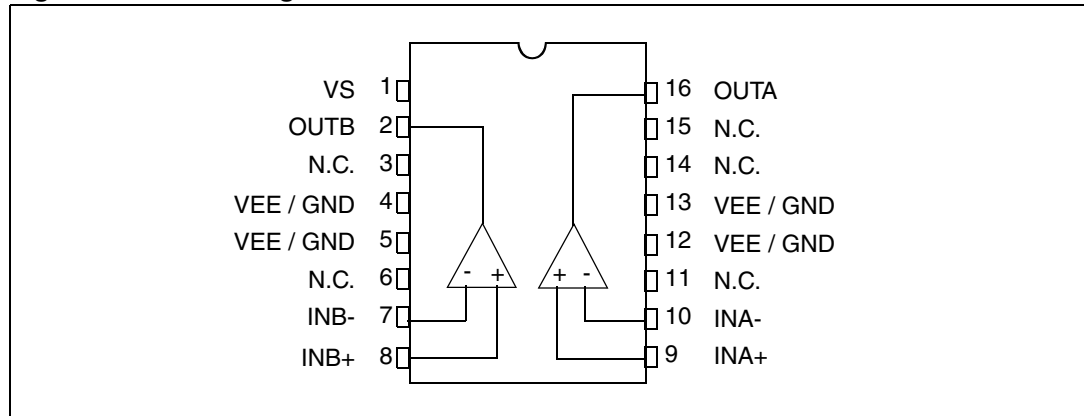 VS 1 16 OUTA
OUTB 2 15 N.C.
N.C. 3 14 N.C.
VEE / GND 4 13 VEE / GND
VEE / GND 5 12 VEE / GND
N.C. 6 11 N.C.
- + + -
INB- 7 10 INA-
INB+ 8 9 INA+